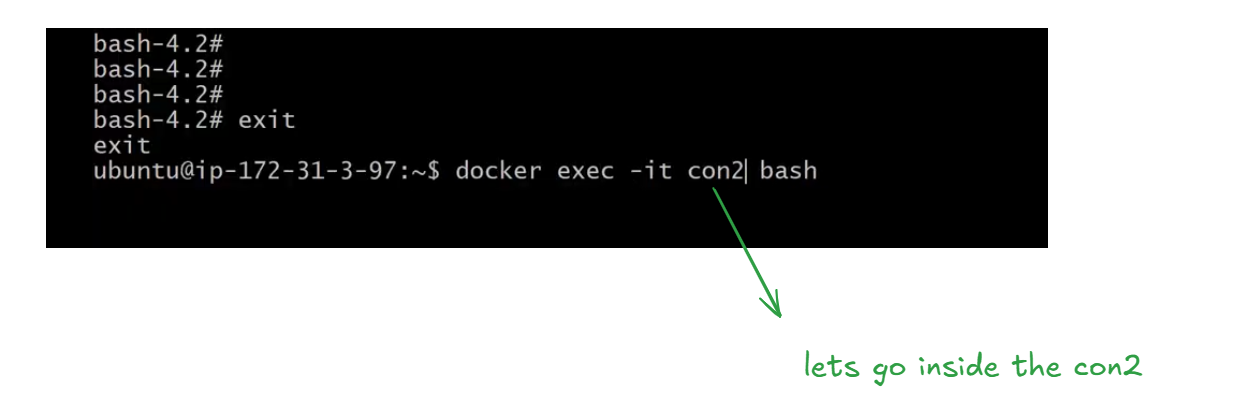 bash-4.2#
bash-4.2#
bash-4.2#
bash-4.2# exit
exit
ubuntu@ip-172-31-3-97:~$ docker exec -it con2 bash
lets go inside the con2